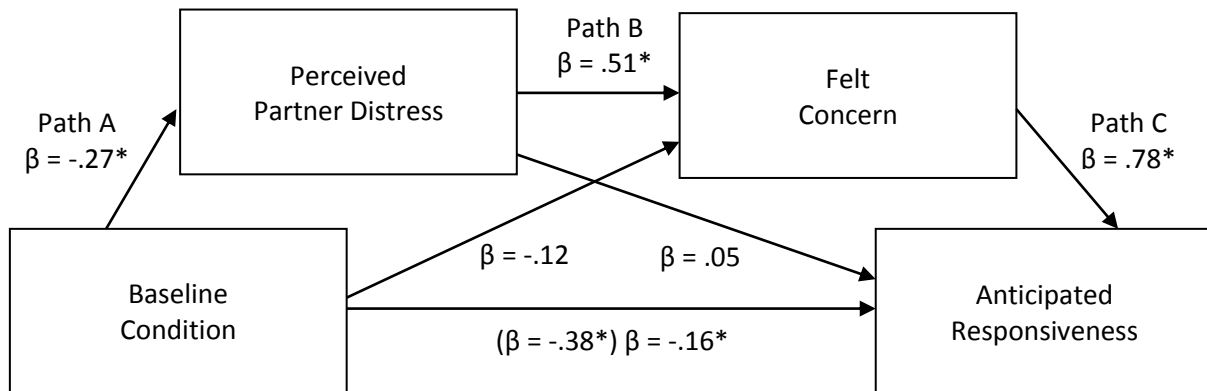 Path B
β = .51*
Perceived
Partner Distress
Felt
Concern
Path A
β = -.27*
Path C
β = .78*
β = -.12
β = .05
Baseline
Condition
Anticipated
Responsiveness
(β = -.38*) β = -.16*